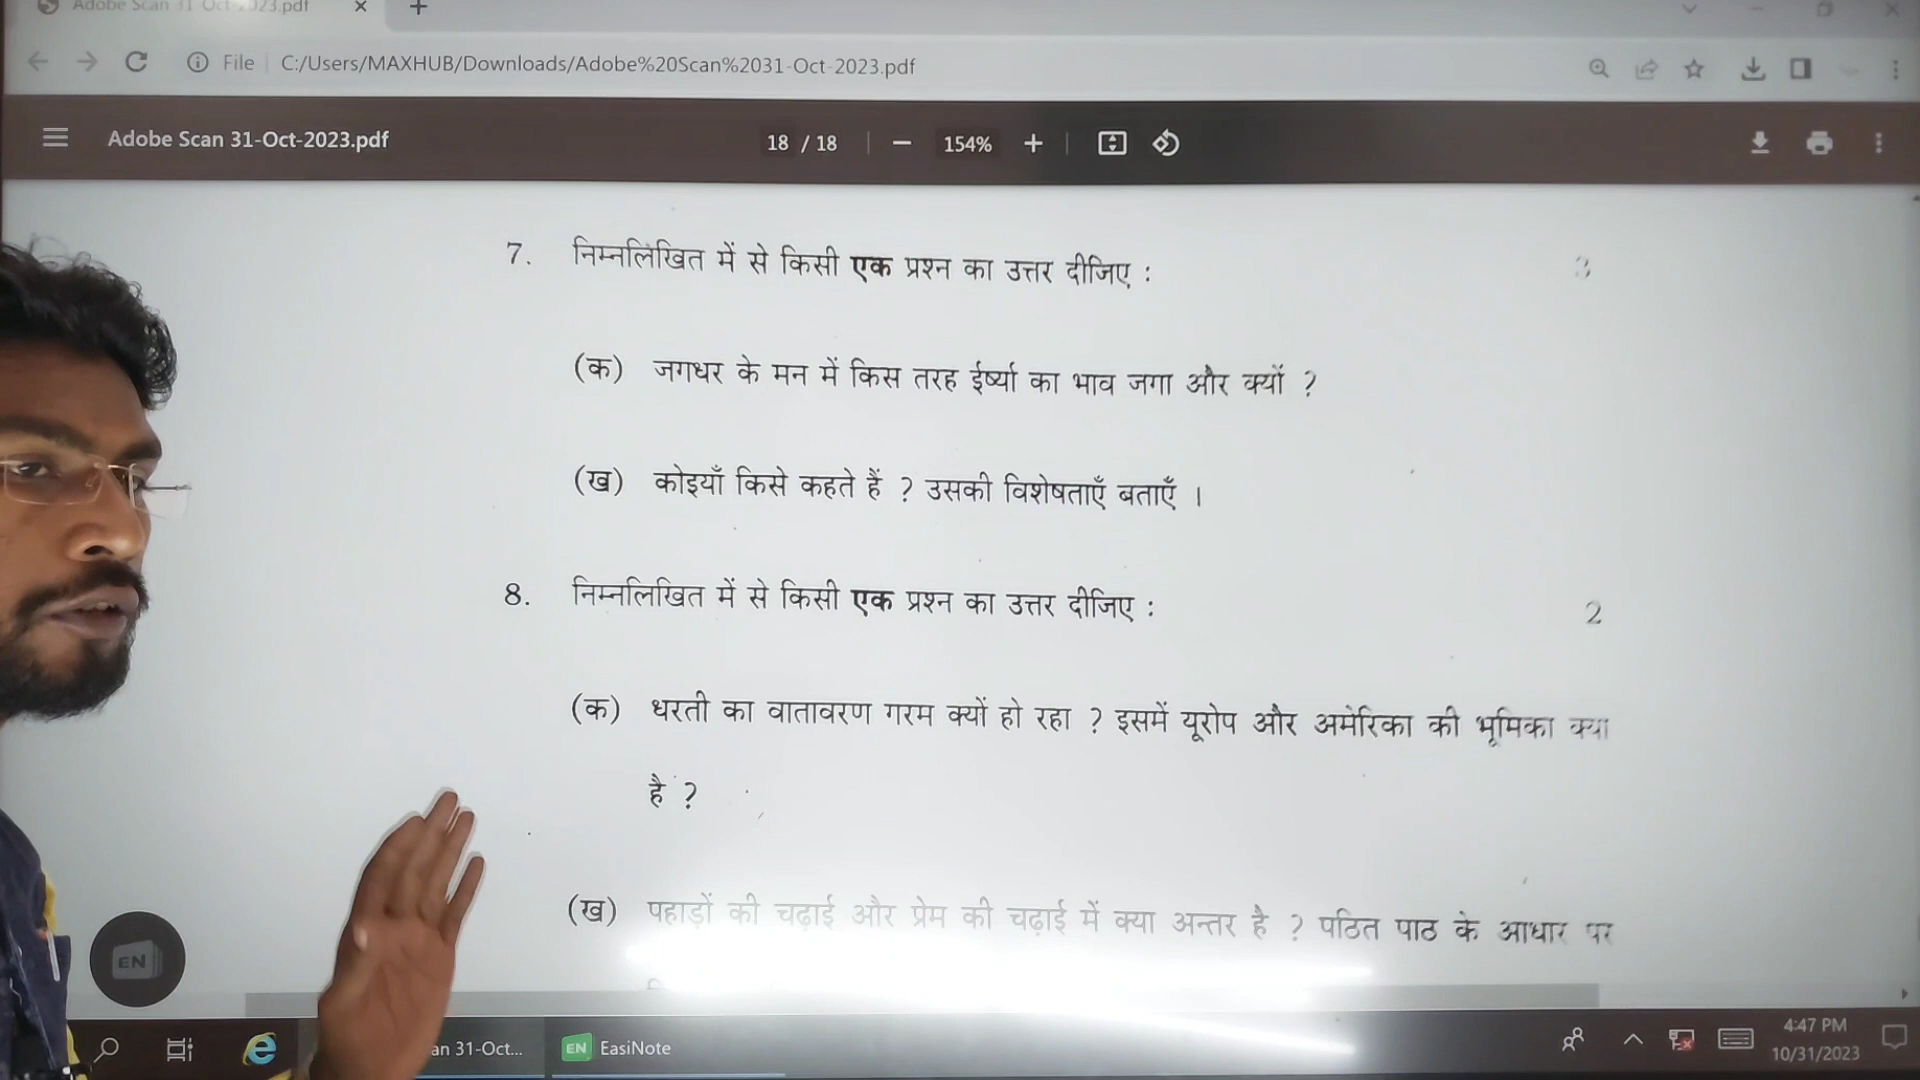 Adobe Scan 31-Oct-2023.pdf
File C:/Users/MAXHUB/Downloads/Adobe%20Scan%2031-Oct-2023.pdf
Adobe Scan 31-Oct-2023.pdf 18 / 18 154%
7. निम्नलिखित में से किसी एक प्रश्न का उत्तर दीजिए : 3
(क) जगधर के मन में किस तरह ईर्ष्या का भाव जगा और क्यों ?
(ख) कोइयाँ किसे कहते हैं ? उसकी विशेषताएँ बताएँ ।
8. निम्नलिखित में से किसी एक प्रश्न का उत्तर दीजिए : 2
(क) धरती का वातावरण गरम क्यों हो रहा ? इसमें यूरोप और अमेरिका की भूमिका क्या
है ?
(ख) पहाड़ों की चढ़ाई और प्रेम की चढ़ाई में क्या अन्तर है ? पठित पाठ के आधार पर
EN
an 31-Oct... EN EasiNote 4:47 PM
10/31/2023